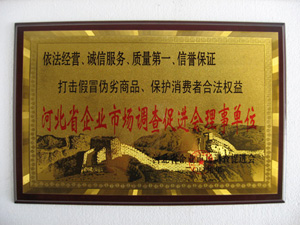 依法经营、诚信服务、质量第一、信誉保证
打击假冒伪劣商品、保护消费者合法权益
河北省企业市场调查促进会理事单位